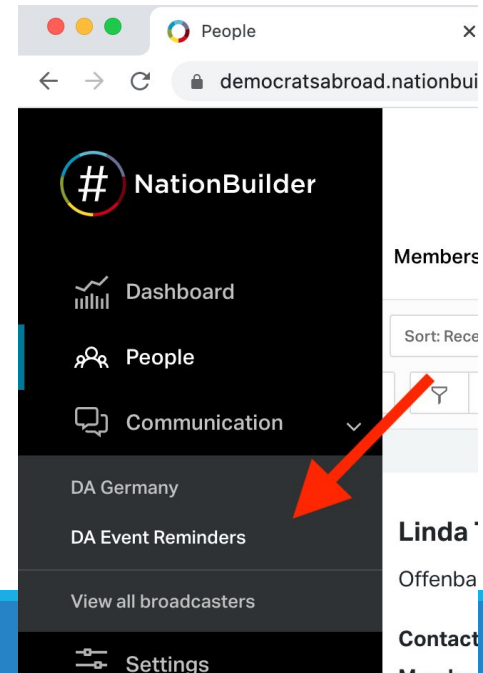 People
democratsabroad.nationbui
# NationBuilder
Members
Dashboard
Sort: Rece
People
Communication
DA Germany
DA Event Reminders
Linda
Offenba
View all broadcasters
Contact
Settings